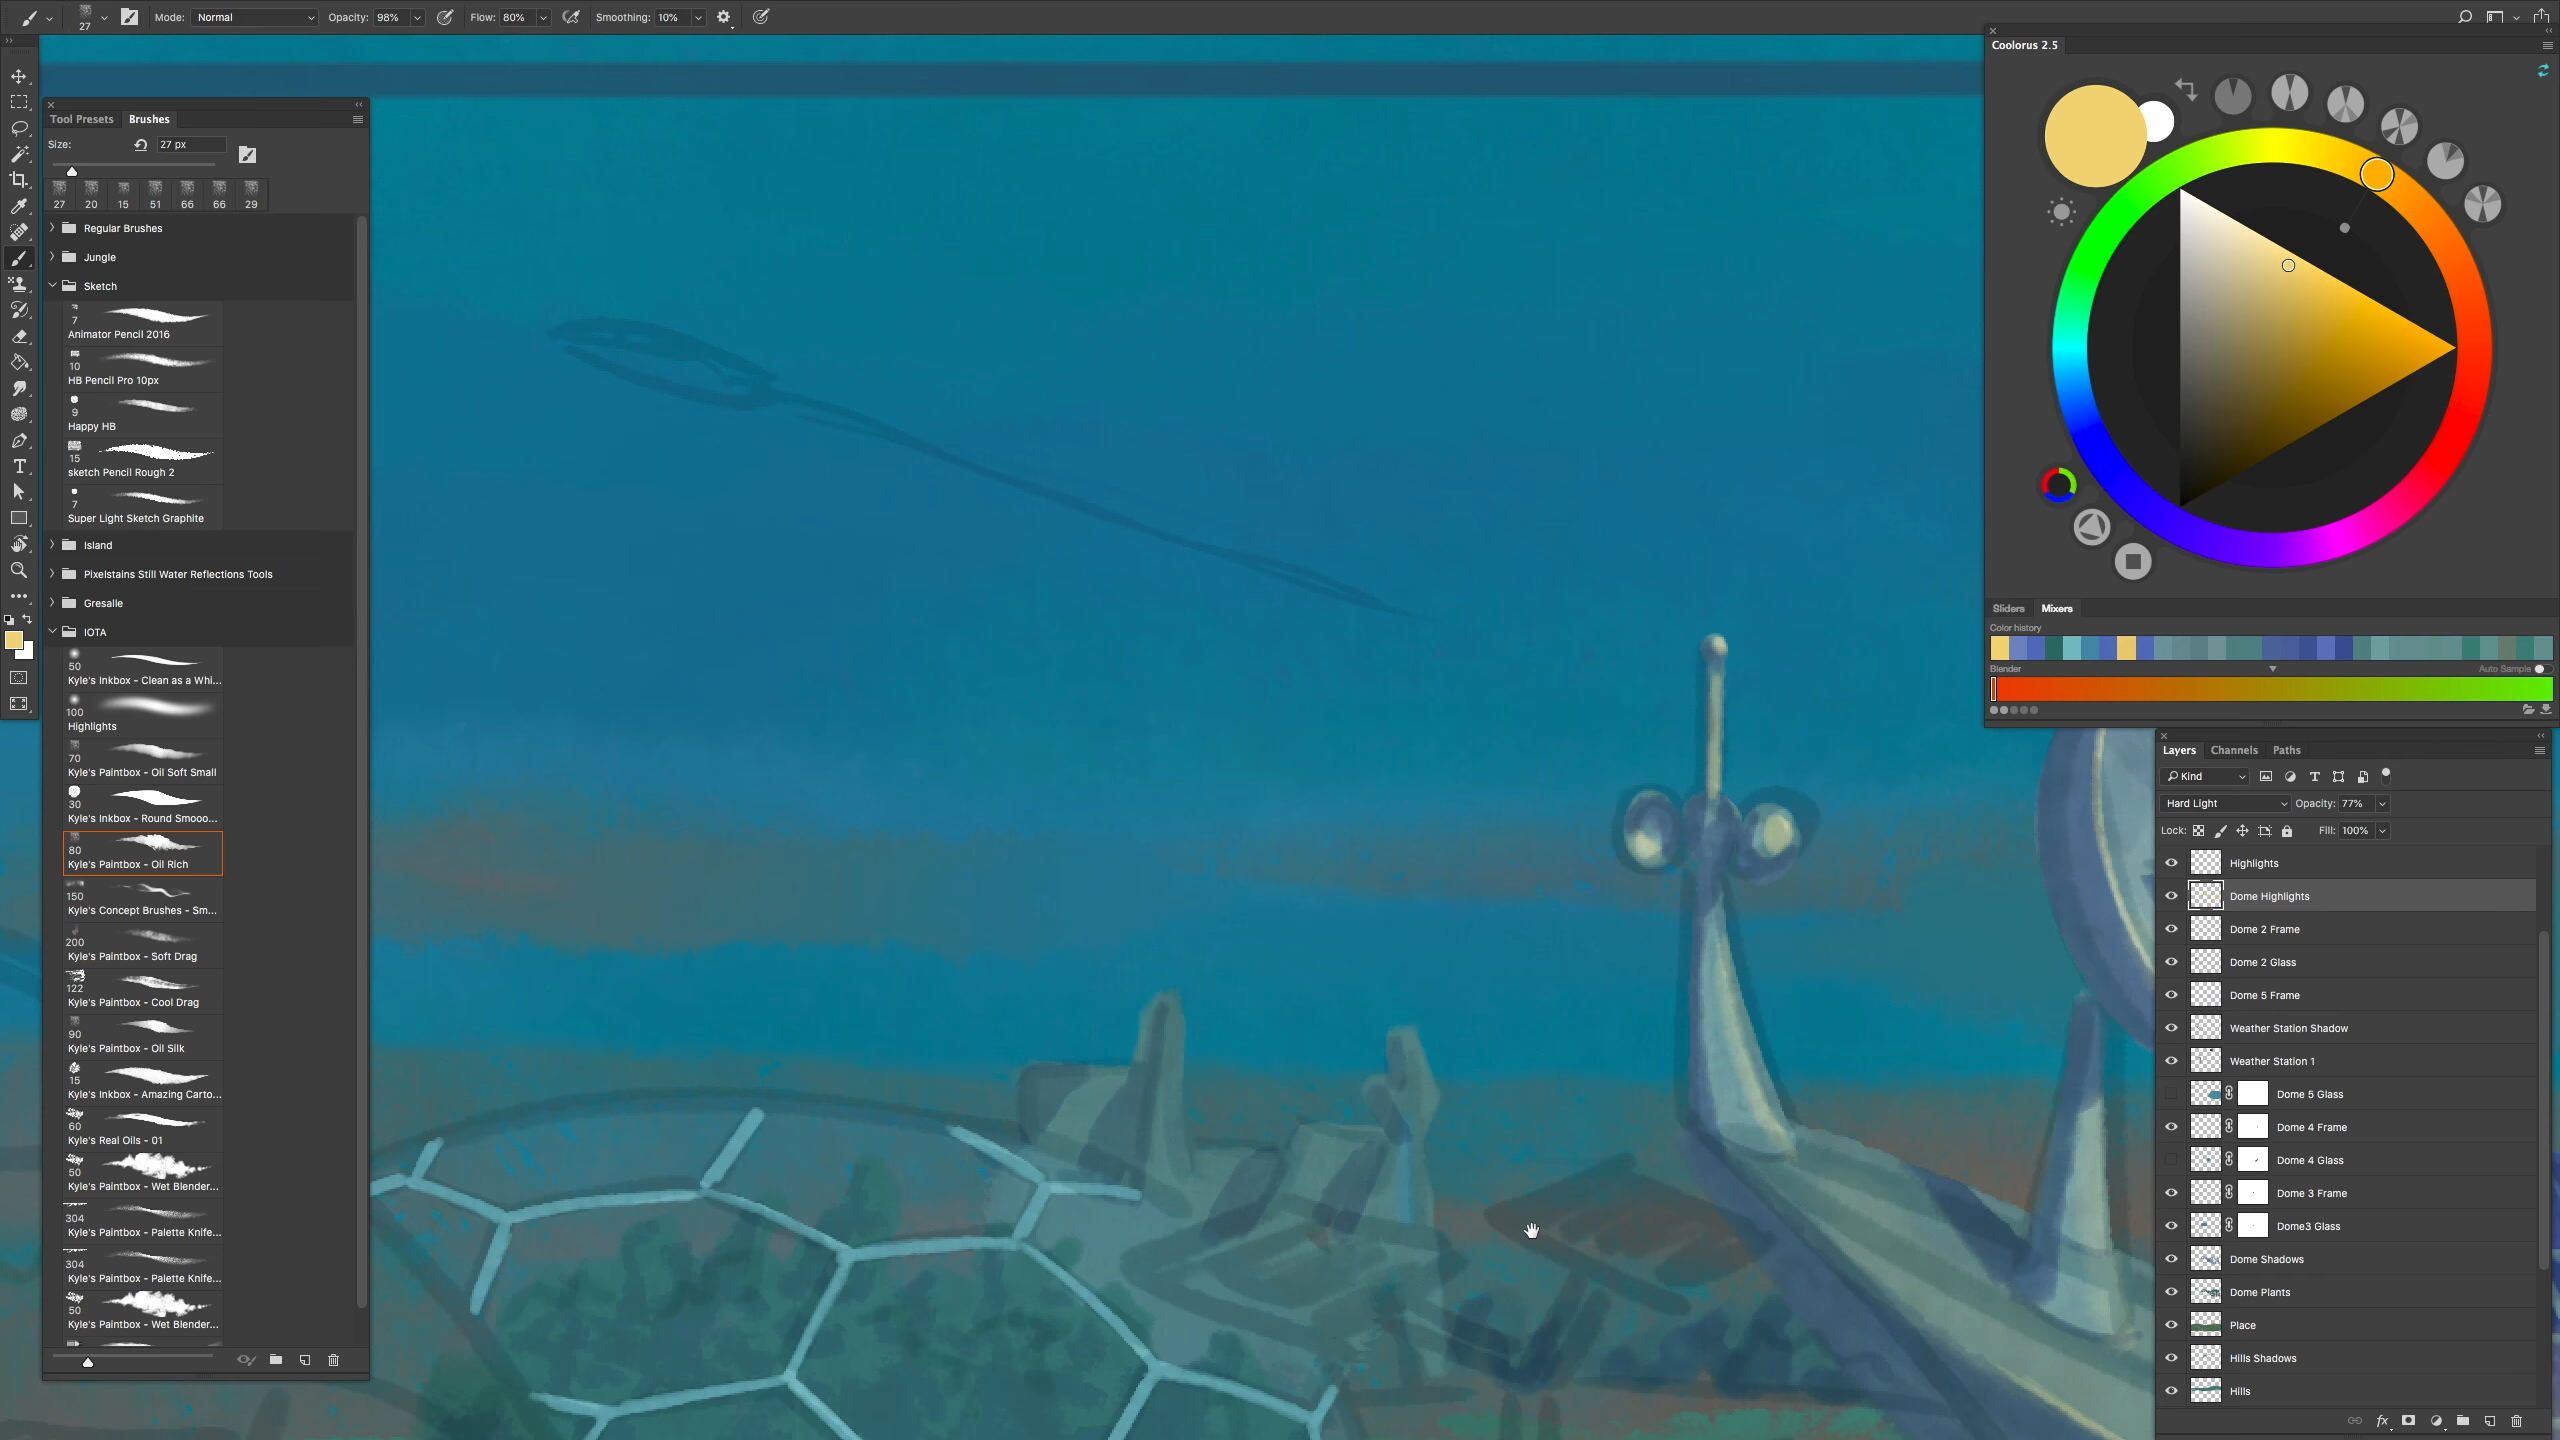 27
Mode: Normal Opacity: 98% Flow: 80% Smoothing: 10%
Coolorus 2.5
Tool Presets Brushes
Size: 27 px
27 20 15 51 66 66 29
Regular Brushes
Jungle
Sketch
7
Animator Pencil 2016
10
HB Pencil Pro 10px
9
Happy HB
15
sketch Pencil Rough 2
7
Super Light Sketch Graphite
Island
Pixelstains Still Water Reflections Tools
Gresalle
IOTA
50
Kyle's Inkbox - Clean as a Whi...
100
Highlights
70
Kyle's Paintbox - Oil Soft Small
30
Kyle's Inkbox - Round Smooo...
80
Kyle's Paintbox - Oil Rich
150
Kyle's Concept Brushes - Sm...
200
Kyle's Paintbox - Soft Drag
122
Kyle's Paintbox - Cool Drag
90
Kyle's Paintbox - Oil Silk
15
Kyle's Inkbox - Amazing Carto...
60
Kyle's Real Oils - 01
50
Kyle's Paintbox - Wet Blender...
304
Kyle's Paintbox - Palette Knife...
304
Kyle's Paintbox - Palette Knife...
50
Kyle's Paintbox - Wet Blender...
Sliders Mixers
Color history
Blender Auto Sample
Layers Channels Paths
Kind
Hard Light Opacity: 77%
Lock: Fill: 100%
Highlights
Dome Highlights
Dome 2 Frame
Dome 2 Glass
Dome 5 Frame
Weather Station Shadow
Weather Station 1
Dome 5 Glass
Dome 4 Frame
Dome 4 Glass
Dome 3 Frame
Dome3 Glass
Dome Shadows
Dome Plants
Place
Hills Shadows
Hills
fx